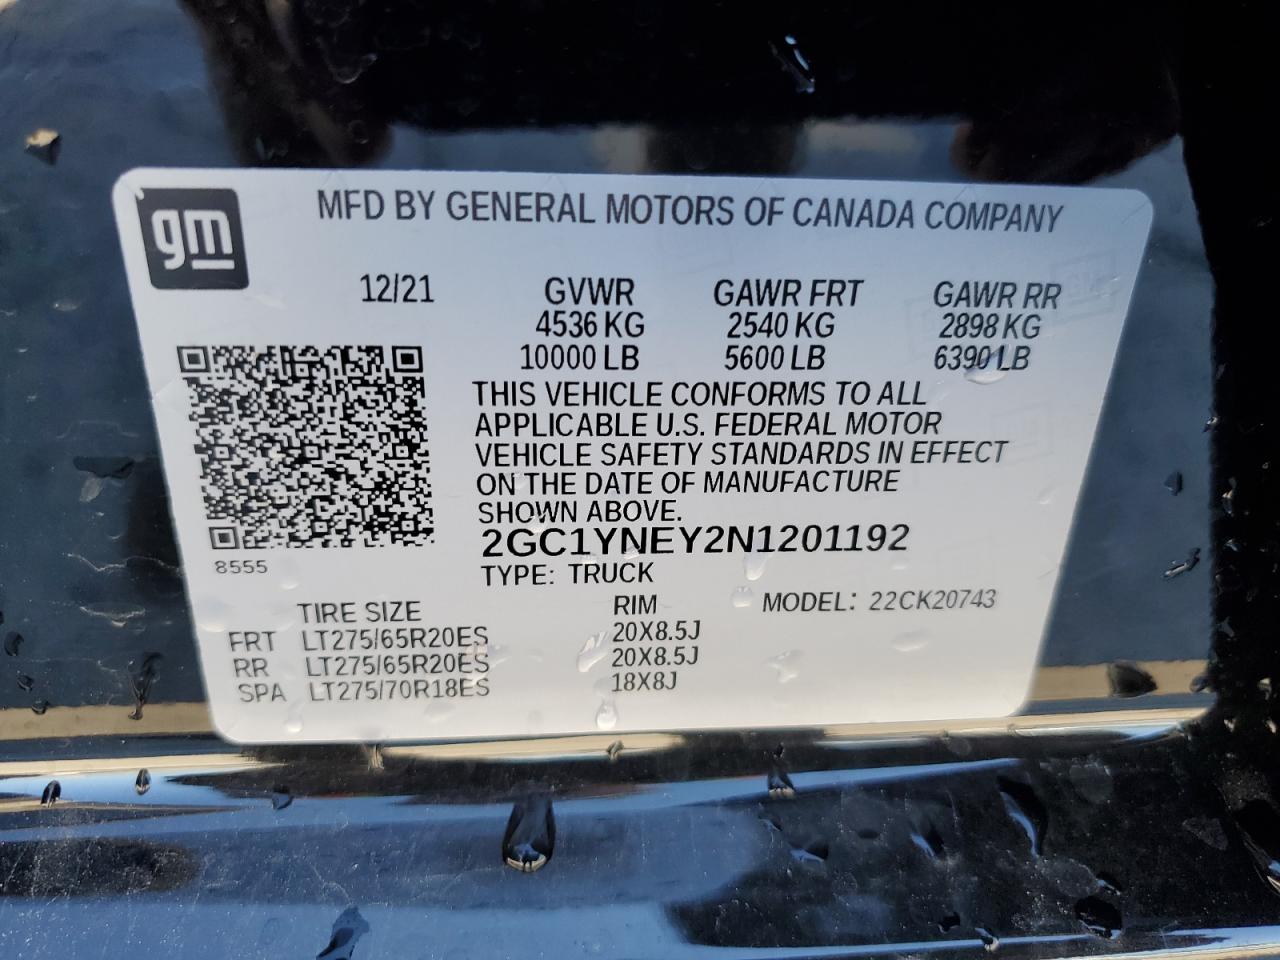 gm
MFD BY GENERAL MOTORS OF CANADA COMPANY
12/21 GVWR GAWR FRT GAWR RR
4536 KG 2540 KG 2898 KG
10000 LB 5600 LB 6390 LB
THIS VEHICLE CONFORMS TO ALL
APPLICABLE U.S. FEDERAL MOTOR
VEHICLE SAFETY STANDARDS IN EFFECT
ON THE DATE OF MANUFACTURE
SHOWN ABOVE.
2GC1YNEY2N1201192
8555
TYPE: TRUCK
TIRE SIZE RIM MODEL: 22CK20743
FRT LT275/65R20ES 20X8.5J
RR LT275/65R20ES 20X8.5J
SPA LT275/70R18ES 18X8J